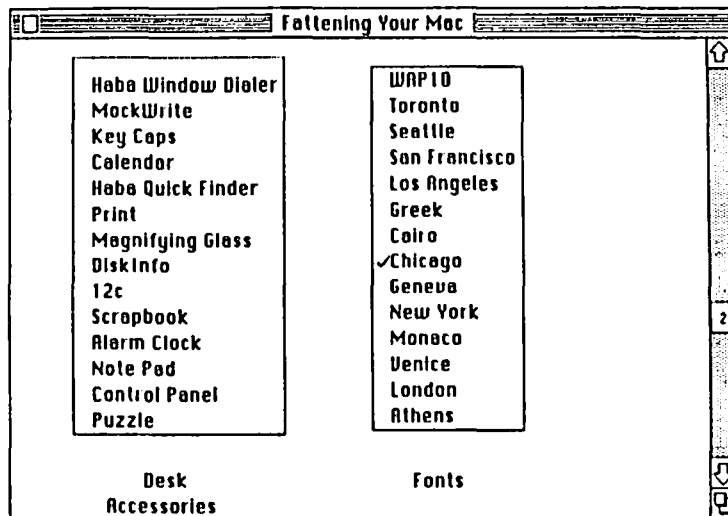 Fattening Your Mac
Haba Window Dialer
MockWrite
Key Caps
Calendar
Haba Quick Finder
Print
Magnifying Glass
DiskInfo
12c
Scrapbook
Alarm Clock
Note Pad
Control Panel
Puzzle
Desk
Accessories
WAP10
Toronto
Seattle
San Francisco
Los Angeles
Greek
Cairo
✓Chicago
Geneva
New York
Monaco
Venice
London
Athens
Fonts
2